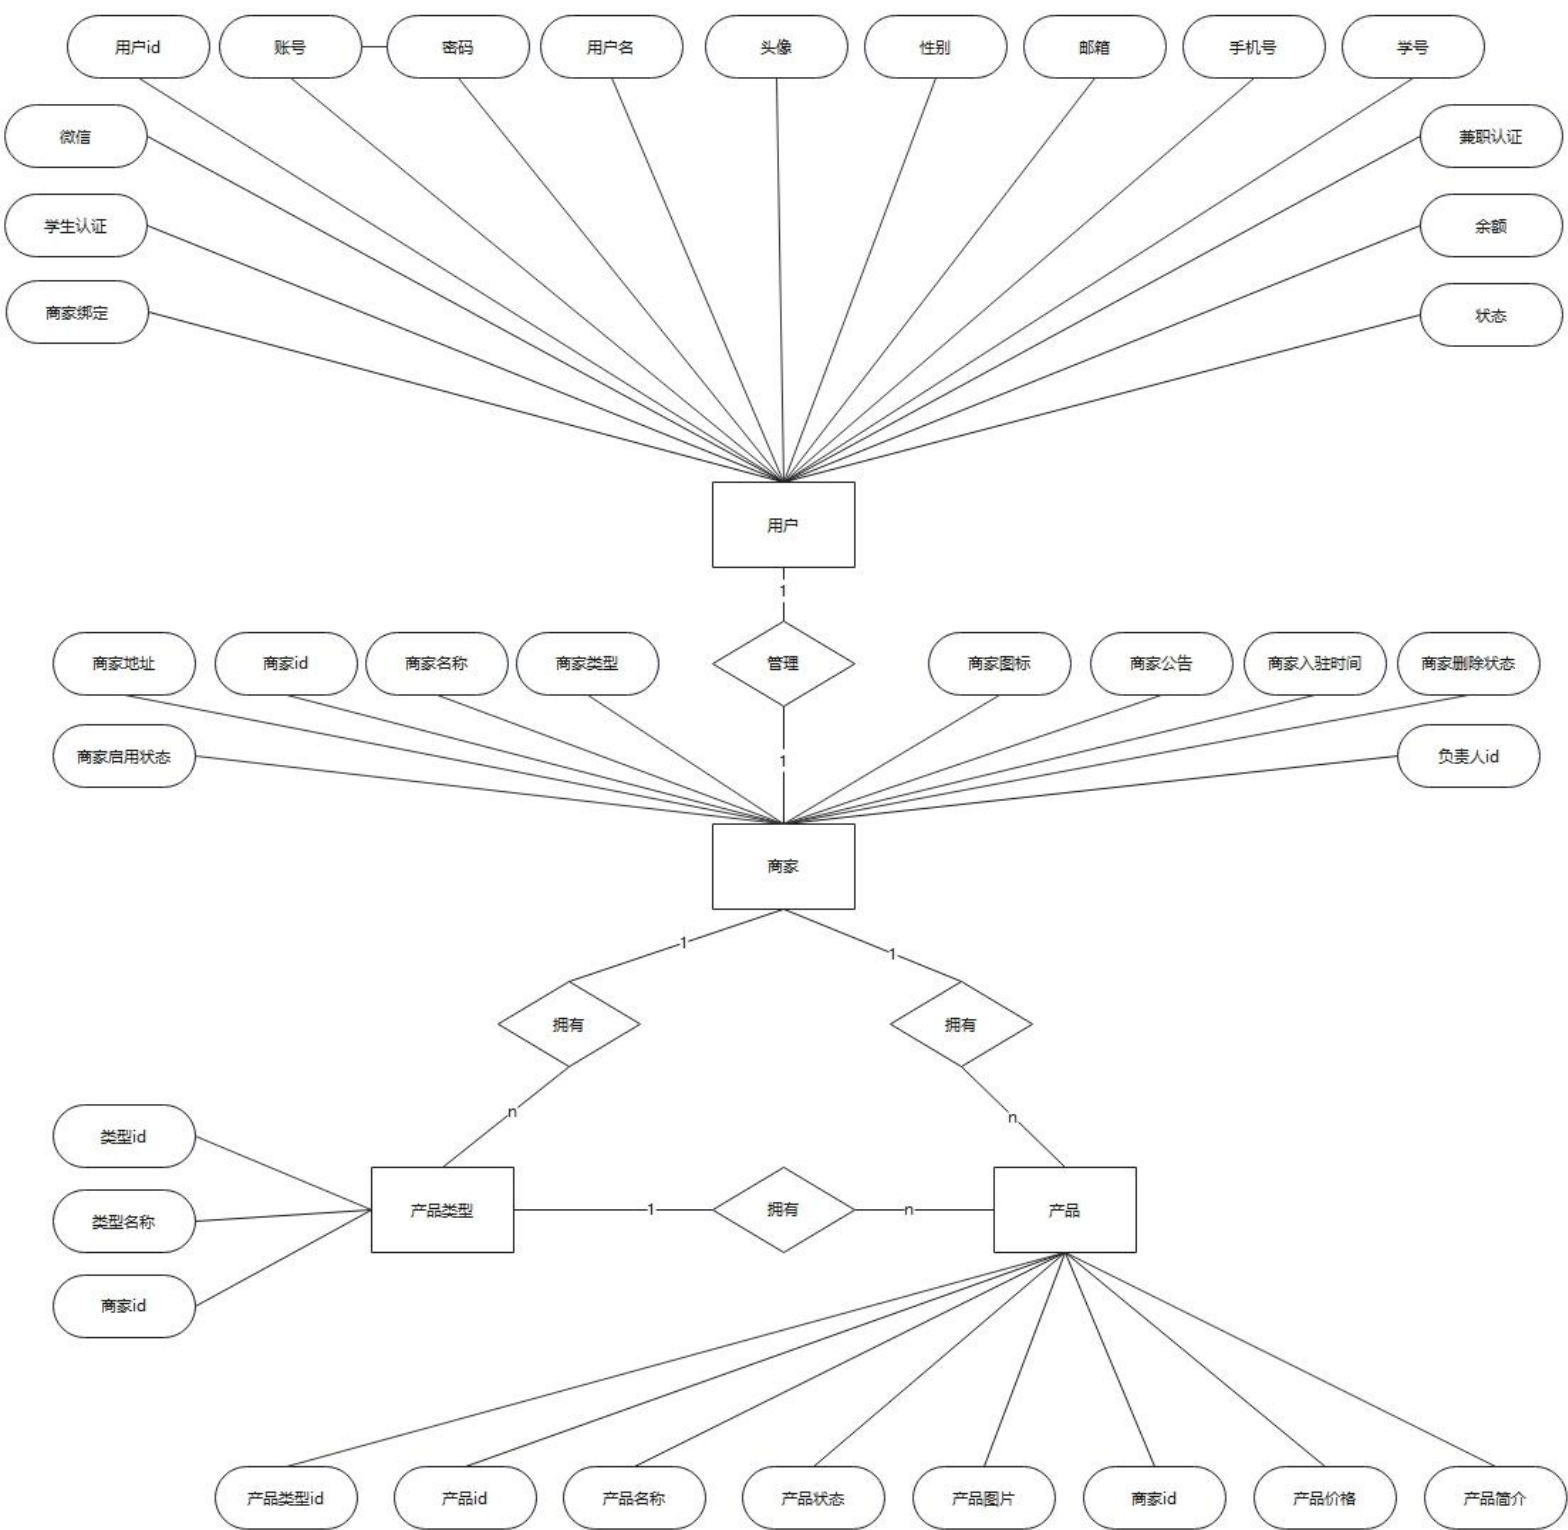 用户id
账号
密码
用户名
头像
性别
邮箱
手机号
学号
微信
兼职认证
学生认证
余额
商家绑定
状态
用户
1
管理
商家地址
商家id
商家名称
商家类型
商家图标
商家公告
商家入驻时间
商家删除状态
商家启用状态
负责人id
1
商家
1
1
拥有
拥有
n
n
类型id
类型名称
商家id
产品类型
1
拥有
n
产品
产品类型id
产品id
产品名称
产品状态
产品图片
商家id
产品价格
产品简介